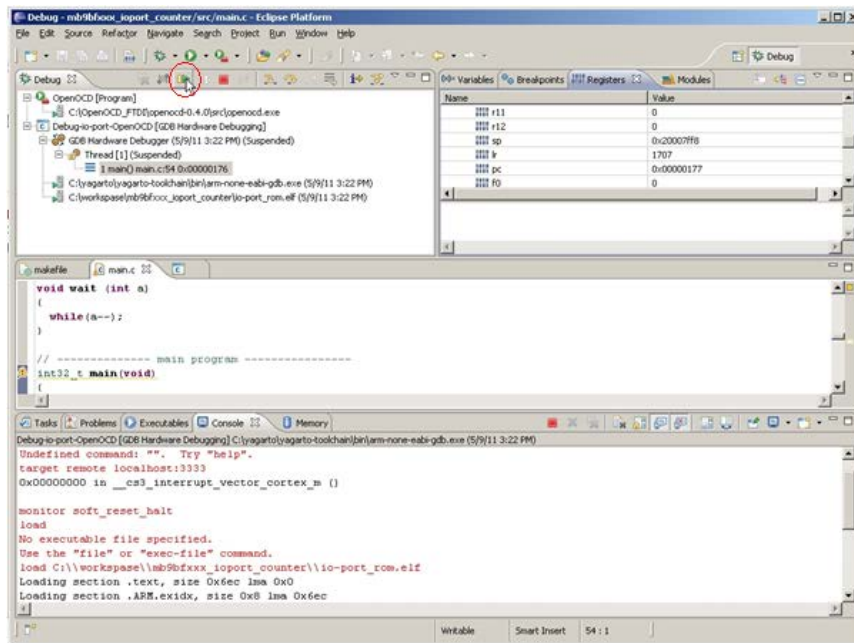 Debug - mb9bfxxx_ioport_counter/src/main.c - Eclipse Platform
File Edit Source Refactor Navigate Search Project Run Window Help
Debug
Debug
OpenOCD [Program]
C:\OpenOCD_FTDI\openocd-0.4.0\src\openocd.exe
Debug-io-port-OpenOCD [GDB Hardware Debugging]
GDB Hardware Debugger (5/9/11 3:22 PM) (Suspended)
Thread [1] (Suspended)
1 main() main.c:54 0x00000176
C:\yagarto\yagarto-toolchain\bin\arm-none-eabi-gdb.exe (5/9/11 3:22 PM)
C:\workspase\mb9bfxxx_ioport_counter\io-port_rom.elf (5/9/11 3:22 PM)
Variables Breakpoints Registers Modules
Name Value
r11 0
r12 0
sp 0x20007ff8
lr 1707
pc 0x00000177
f0 0
makefile main.c
void wait (int a)
{
while(a--);
}
// -------------- main program ----------------
int32_t main(void)
{
Tasks Problems Executables Console Memory
Debug-io-port-OpenOCD [GDB Hardware Debugging] C:\yagarto\yagarto-toolchain\bin\arm-none-eabi-gdb.exe (5/9/11 3:22 PM)
Undefined command: "". Try "help".
target remote localhost:3333
0x00000000 in __cs3_interrupt_vector_cortex_m ()
monitor soft_reset_halt
load
No executable file specified.
Use the "file" or "exec-file" command.
load C:\\workspase\\mb9bfxxx_ioport_counter\\io-port_rom.elf
Loading section .text, size 0x6ec lma 0x0
Loading section .ARM.exidx, size 0x8 lma 0x6ec
Writable Smart Insert 54 : 1